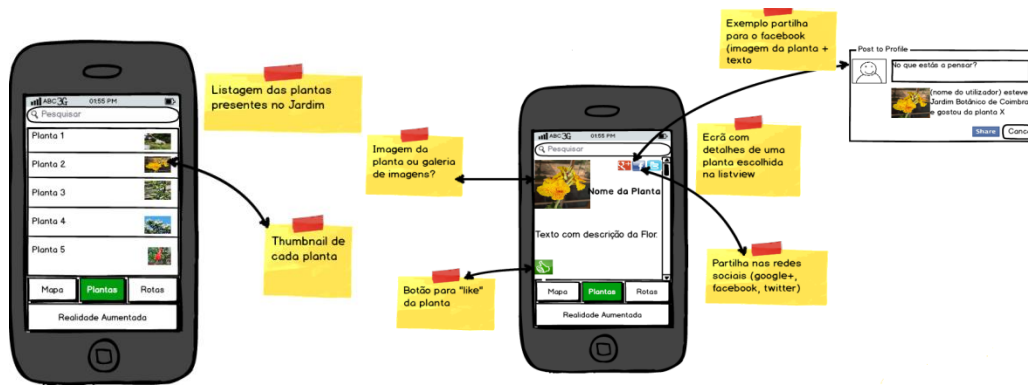 Listagem das plantas
presentes no Jardim
ABC 3G 01:55 PM
Pesquisar
Planta 1
Planta 2
Planta 3
Planta 4
Planta 5
Mapa Plantas Rotas
Realidade Aumentada
Thumbnail de
cada planta
Imagem da
planta ou galeria
de imagens?
Botão para "like"
da planta
ABC 3G 01:55 PM
Pesquisar
Nome da Planta
Texto com descrição da Flor.
Mapa Plantas Rotas
Realidade Aumentada
Exemplo partilha
para o facebook
(imagem da planta +
texto
Ecrã com
detalhes de uma
planta escolhida
na listview
Partilha nas redes
sociais (google+,
facebook, twitter)
Post to Profile
No que estás a pensar?
(nome do utilizador) esteve
Jardim Botânico de Coimbra
e gostou da planta X
Share Canc